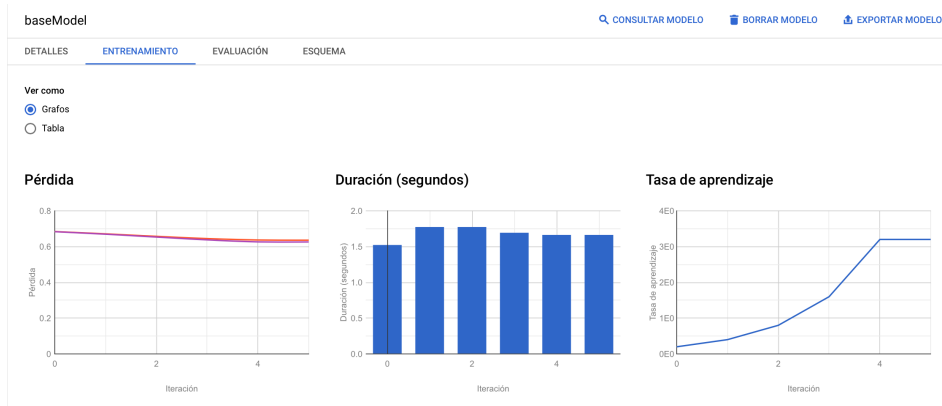 baseModel
CONSULTAR MODELO
BORRAR MODELO
EXPORTAR MODELO
DETALLES
ENTRENAMIENTO
EVALUACIÓN
ESQUEMA
Ver como
Grafos
Tabla
Pérdida
0.8
0.6
0.4
0.2
0
Pérdida
0
2
4
Iteración
Duración (segundos)
2.0
1.5
1.0
0.5
0.0
Duración (segundos)
0
2
4
Iteración
Tasa de aprendizaje
4E0
3E0
2E0
1E0
0E0
Tasa de aprendizaje
0
2
4
Iteración